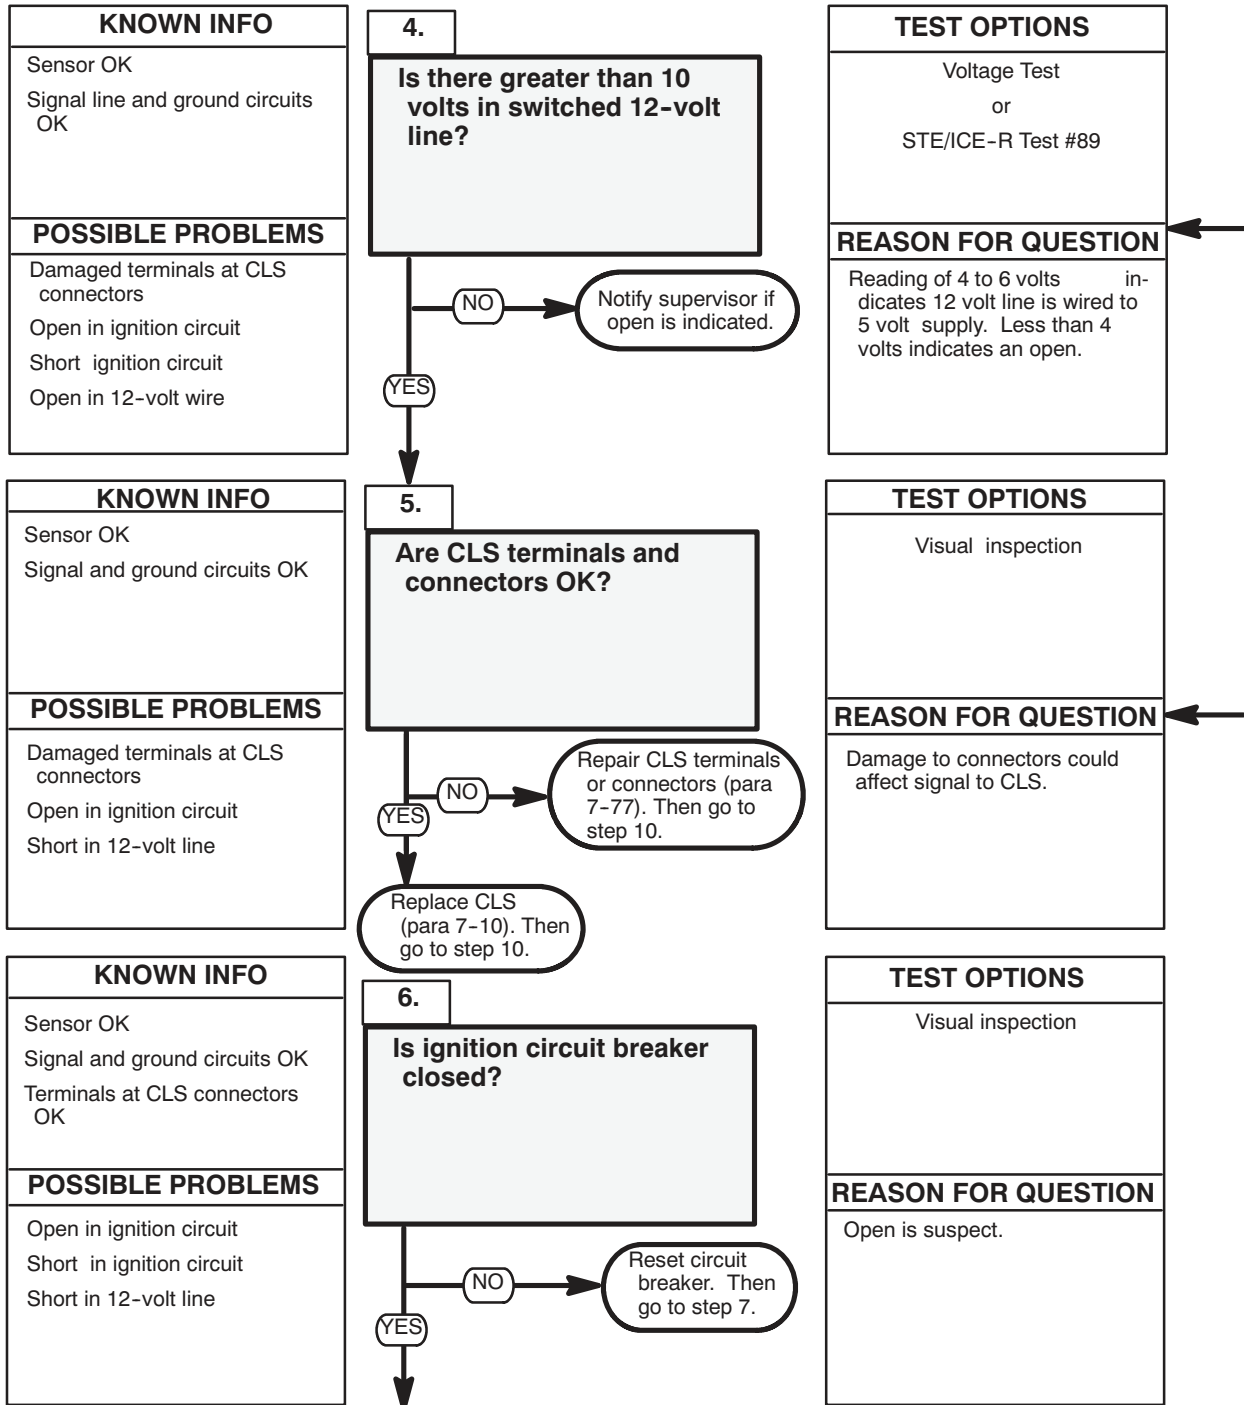 KNOWN INFO
Sensor OK
Signal line and ground circuits
OK
POSSIBLE PROBLEMS
Damaged terminals at CLS
connectors
Open in ignition circuit
Short ignition circuit
Open in 12-volt wire
4.
Is there greater than 10
volts in switched 12-volt
line?
NO
Notify supervisor if
open is indicated.
YES
TEST OPTIONS
Voltage Test
or
STE/ICE-R Test #89
REASON FOR QUESTION
Reading of 4 to 6 volts in-
dicates 12 volt line is wired to
5 volt supply. Less than 4
volts indicates an open.
KNOWN INFO
Sensor OK
Signal and ground circuits OK
POSSIBLE PROBLEMS
Damaged terminals at CLS
connectors
Open in ignition circuit
Short in 12-volt line
5.
Are CLS terminals and
connectors OK?
NO
Repair CLS terminals
or connectors (para
7-77). Then go to
step 10.
YES
Replace CLS
(para 7-10). Then
go to step 10.
TEST OPTIONS
Visual inspection
REASON FOR QUESTION
Damage to connectors could
affect signal to CLS.
KNOWN INFO
Sensor OK
Signal and ground circuits OK
Terminals at CLS connectors
OK
POSSIBLE PROBLEMS
Open in ignition circuit
Short in ignition circuit
Short in 12-volt line
6.
Is ignition circuit breaker
closed?
NO
Reset circuit
breaker. Then
go to step 7.
YES
TEST OPTIONS
Visual inspection
REASON FOR QUESTION
Open is suspect.